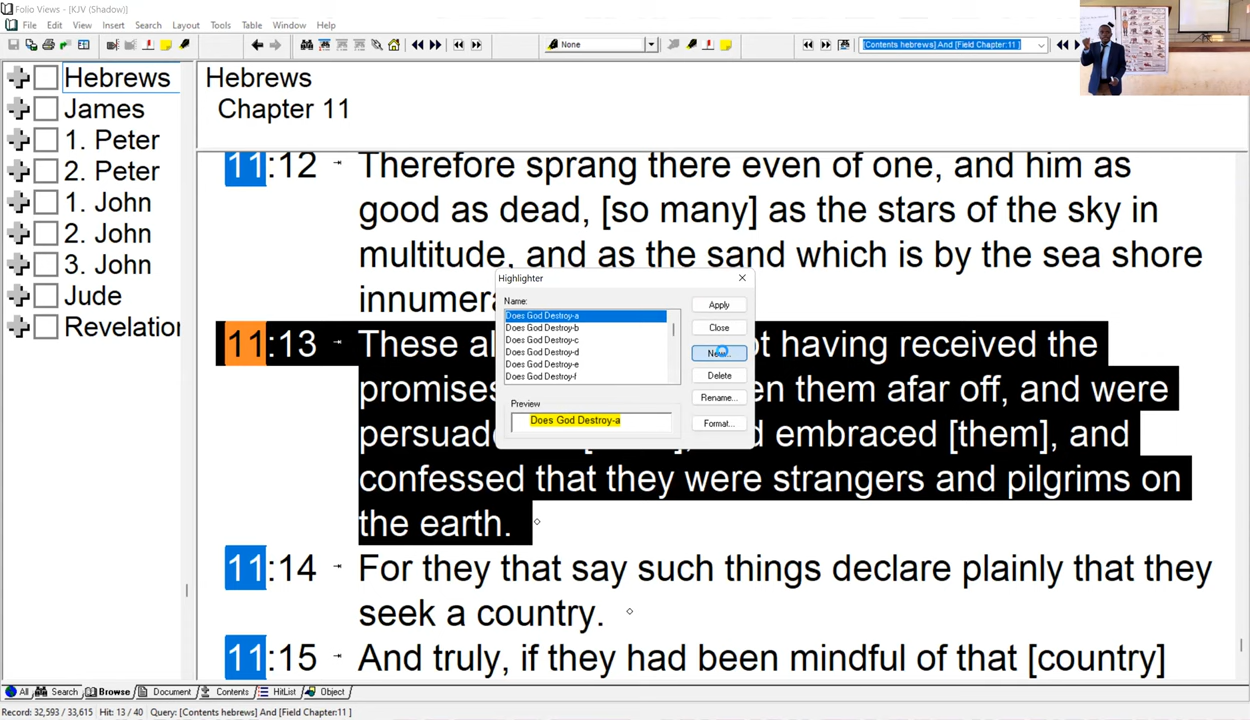 Folio Views - [KJV (Shadow)]
File Edit View Insert Search Layout Tools Table Window Help
None
[Contents hebrews] And [Field Chapter:11 ]
Hebrews
James
1. Peter
2. Peter
1. John
2. John
3. John
Jude
Revelation
Hebrews
Chapter 11
11:12 Therefore sprang there even of one, and him as
good as dead, [so many] as the stars of the sky in
multitude, and as the sand which is by the sea shore
innumera
11:13 These al ot having received the
promises en them afar off, and were
persuade d embraced [them], and
confessed that they were strangers and pilgrims on
the earth.
11:14 For they that say such things declare plainly that they
seek a country.
11:15 And truly, if they had been mindful of that [country]
Highlighter
Name:
Does God Destroy-a
Does God Destroy-b
Does God Destroy-c
Does God Destroy-d
Does God Destroy-e
Does God Destroy-f
Preview
Does God Destroy-a
Apply
Close
New...
Delete
Rename...
Format...
All Search Browse Document Contents HitList Object
Record: 32,593 / 33,615 Hit: 13 / 40 Query: [Contents hebrews] And [Field Chapter:11 ]